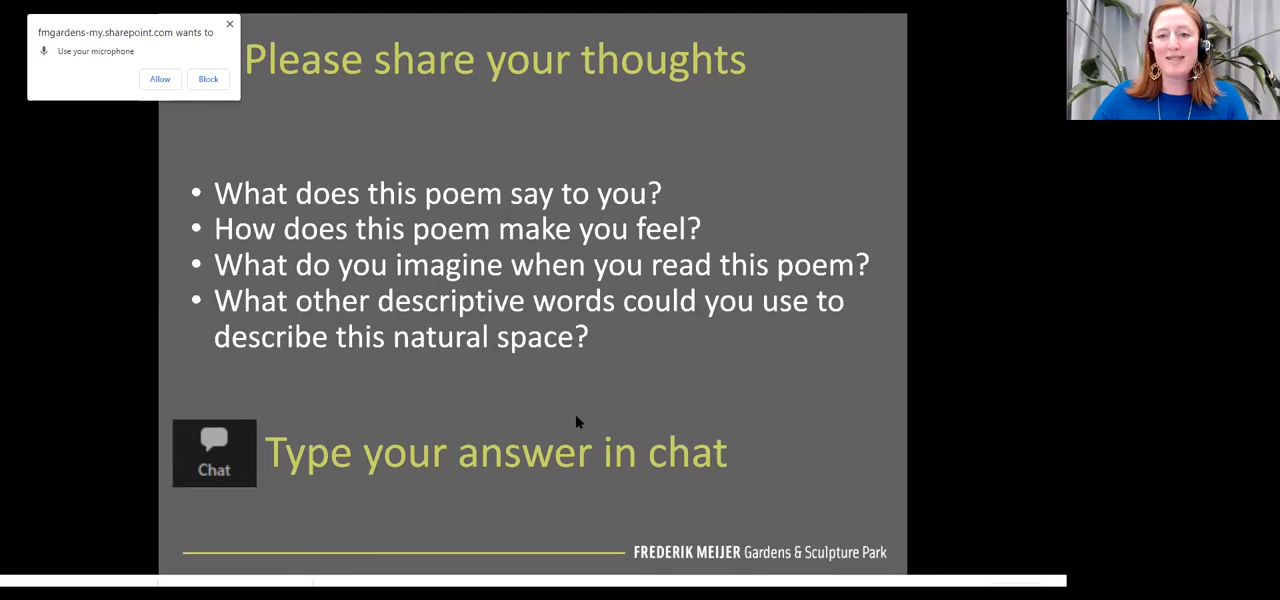 fmgardens-my.sharepoint.com wants to
Use your microphone
Allow Block
Please share your thoughts
• What does this poem say to you?
• How does this poem make you feel?
• What do you imagine when you read this poem?
• What other descriptive words could you use to
describe this natural space?
Chat
Type your answer in chat
FREDERIK MEIJER Gardens & Sculpture Park